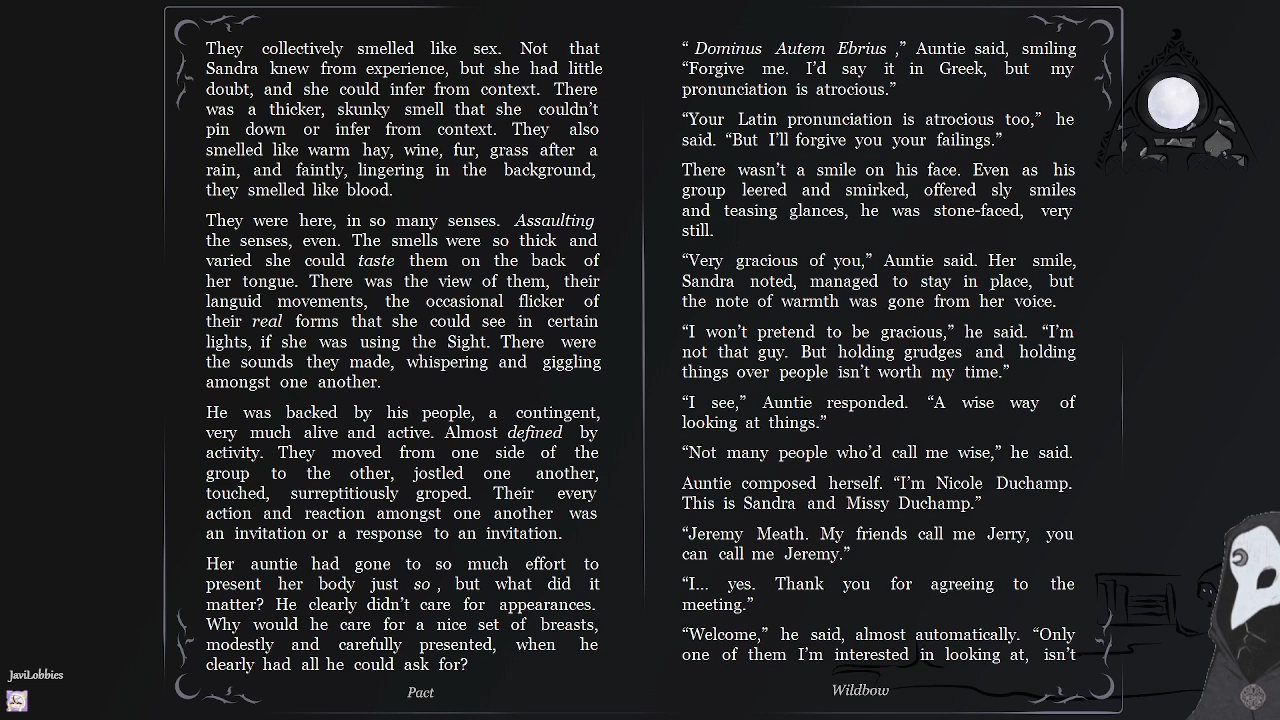 They collectively smelled like sex. Not that
Sandra knew from experience, but she had little
doubt, and she could infer from context. There
was a thicker, skunky smell that she couldn't
pin down or infer from context. They also
smelled like warm hay, wine, fur, grass after a
rain, and faintly, lingering in the background,
they smelled like blood.
They were here, in so many senses. Assaulting
the senses, even. The smells were so thick and
varied she could taste them on the back of
her tongue. There was the view of them, their
languid movements, the occasional flicker of
their real forms that she could see in certain
lights, if she was using the Sight. There were
the sounds they made, whispering and giggling
amongst one another.
He was backed by his people, a contingent,
very much alive and active. Almost defined by
activity. They moved from one side of the
group to the other, jostled one another,
touched, surreptitiously groped. Their every
action and reaction amongst one another was
an invitation or a response to an invitation.
Her auntie had gone to so much effort to
present her body just so , but what did it
matter? He clearly didn't care for appearances.
Why would he care for a nice set of breasts,
modestly and carefully presented, when he
clearly had all he could ask for?
Pact
“ Dominus Autem Ebrius ,” Auntie said, smiling
“Forgive me. I'd say it in Greek, but my
pronunciation is atrocious.”
“Your Latin pronunciation is atrocious too,” he
said. “But I'll forgive you your failings.”
There wasn't a smile on his face. Even as his
group leered and smirked, offered sly smiles
and teasing glances, he was stone-faced, very
still.
“Very gracious of you,” Auntie said. Her smile,
Sandra noted, managed to stay in place, but
the note of warmth was gone from her voice.
“I won't pretend to be gracious,” he said. “I'm
not that guy. But holding grudges and holding
things over people isn't worth my time.”
“I see,” Auntie responded. “A wise way of
looking at things.”
“Not many people who'd call me wise,” he said.
Auntie composed herself. “I'm Nicole Duchamp.
This is Sandra and Missy Duchamp.”
“Jeremy Meath. My friends call me Jerry, you
can call me Jeremy.”
“I... yes. Thank you for agreeing to the
meeting.”
“Welcome,” he said, almost automatically. “Only
one of them I'm interested in looking at, isn't
Wildbow
JaviLobbies